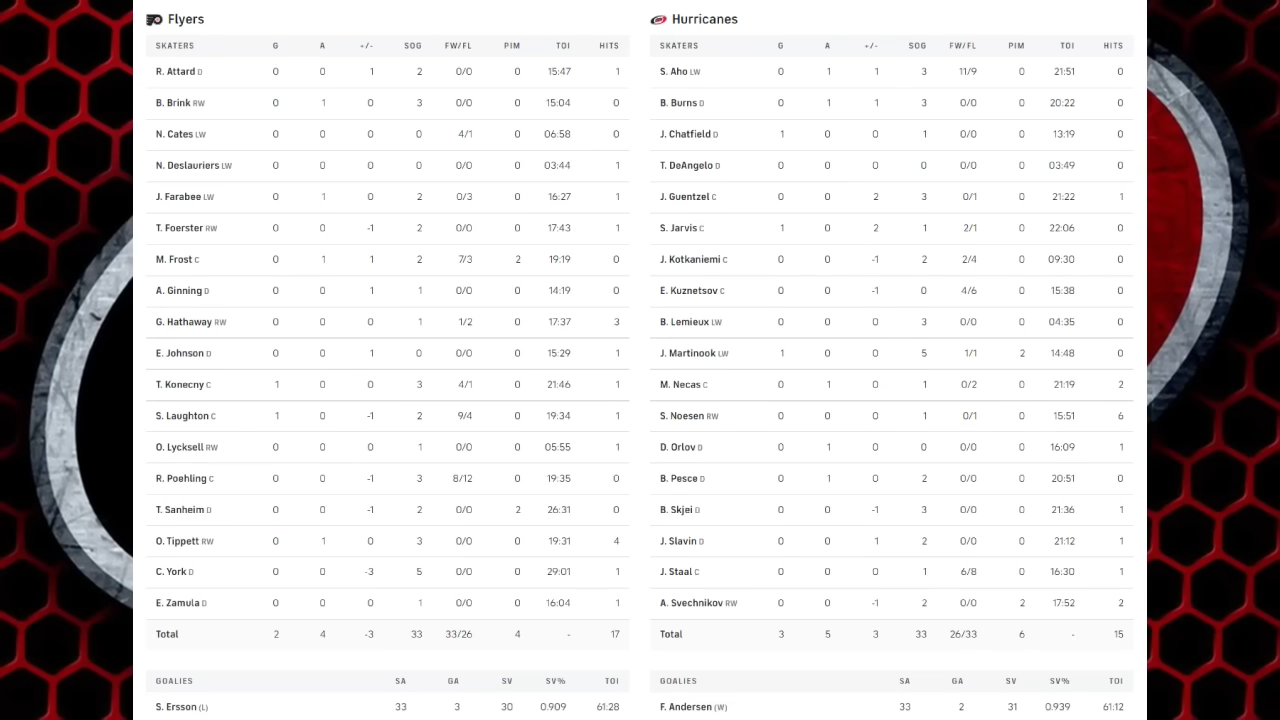 Flyers
SKATERS G A +/- SOG FW/FL PIM TOI HITS
R. Attard D 0 0 1 2 0/0 0 15:47 1
B. Brink RW 0 1 0 3 0/0 0 15:04 0
N. Cates LW 0 0 0 0 4/1 0 06:58 0
N. Deslauriers LW 0 0 0 0 0/0 0 03:44 1
J. Farabee LW 0 1 0 2 0/3 0 16:27 1
T. Foerster RW 0 0 -1 2 0/0 0 17:43 1
M. Frost C 0 1 1 2 7/3 2 19:19 0
A. Ginning D 0 0 1 1 0/0 0 14:19 0
G. Hathaway RW 0 0 0 1 1/2 0 17:37 3
E. Johnson D 0 0 1 0 0/0 0 15:29 1
T. Konecny C 1 0 0 3 4/1 0 21:46 1
S. Laughton C 1 0 -1 2 9/4 0 19:34 1
O. Lycksell RW 0 0 0 1 0/0 0 05:55 1
R. Poehling C 0 0 -1 3 8/12 0 19:35 0
T. Sanheim D 0 0 -1 2 0/0 2 26:31 0
O. Tippett RW 0 1 0 3 0/0 0 19:31 4
C. York D 0 0 -3 5 0/0 0 29:01 1
E. Zamula D 0 0 0 1 0/0 0 16:04 1
Total 2 4 -3 33 33/26 4 - 17
GOALIES SA GA SV SV% TOI
S. Ersson (L) 33 3 30 0.909 61:28
Hurricanes
SKATERS G A +/- SOG FW/FL PIM TOI HITS
S. Aho LW 0 1 1 3 11/9 0 21:51 0
B. Burns D 0 1 1 3 0/0 0 20:22 0
J. Chatfield D 1 0 0 1 0/0 0 13:19 0
T. DeAngelo D 0 0 0 0 0/0 0 03:49 0
J. Guentzel C 0 0 2 3 0/1 0 21:22 1
S. Jarvis C 1 0 2 1 2/1 0 22:06 0
J. Kotkaniemi C 0 0 -1 2 2/4 0 09:30 0
E. Kuznetsov C 0 0 -1 0 4/6 0 15:38 0
B. Lemieux LW 0 0 0 3 0/0 0 04:35 0
J. Martinook LW 1 0 0 5 1/1 2 14:48 0
M. Necas C 0 1 0 1 0/2 0 21:19 2
S. Noesen RW 0 0 0 1 0/1 0 15:51 6
D. Orlov D 0 1 0 0 0/0 0 16:09 1
B. Pesce D 0 1 0 2 0/0 0 20:51 0
B. Skjei D 0 0 -1 3 0/0 0 21:36 1
J. Slavin D 0 0 1 2 0/0 0 21:12 1
J. Staal C 0 0 0 1 6/8 0 16:30 1
A. Svechnikov RW 0 0 -1 2 0/0 2 17:52 2
Total 3 5 3 33 26/33 6 - 15
GOALIES SA GA SV SV% TOI
F. Andersen (W) 33 2 31 0.939 61:12